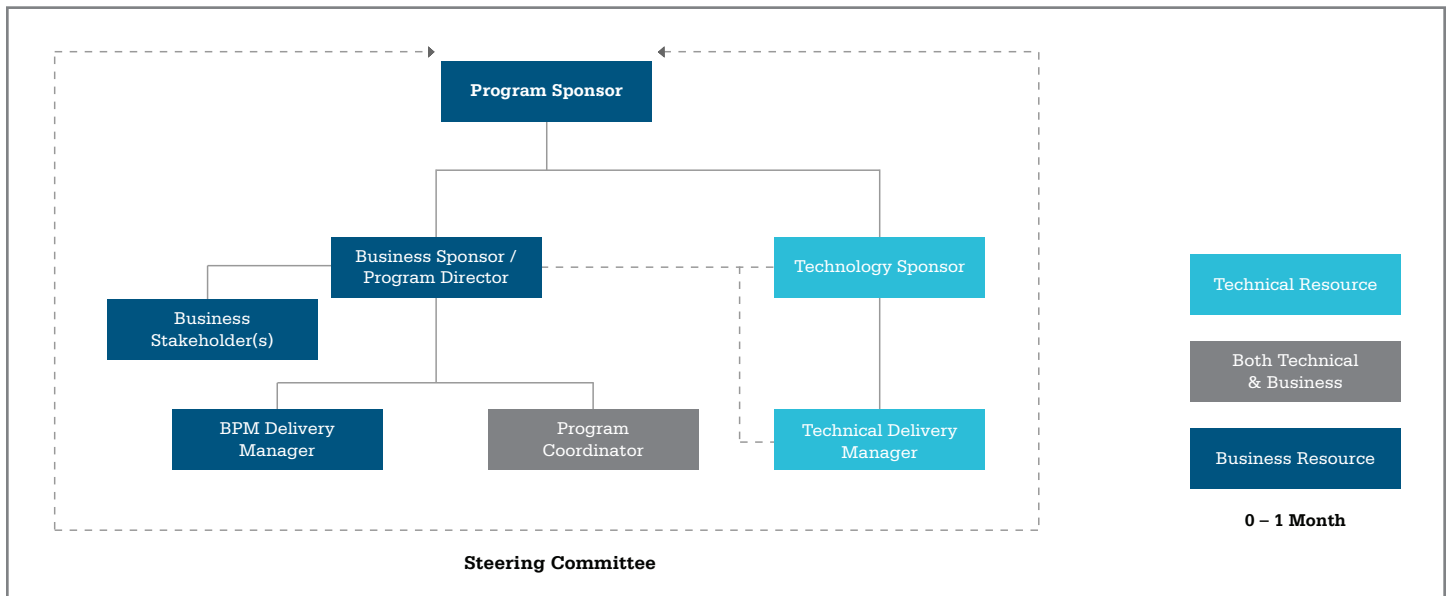 Program Sponsor
Business Sponsor /
Program Director
Technology Sponsor
Business
Stakeholder(s)
BPM Delivery
Manager
Program
Coordinator
Technical Delivery
Manager
Steering Committee
Technical Resource
Both Technical
& Business
Business Resource
0 – 1 Month